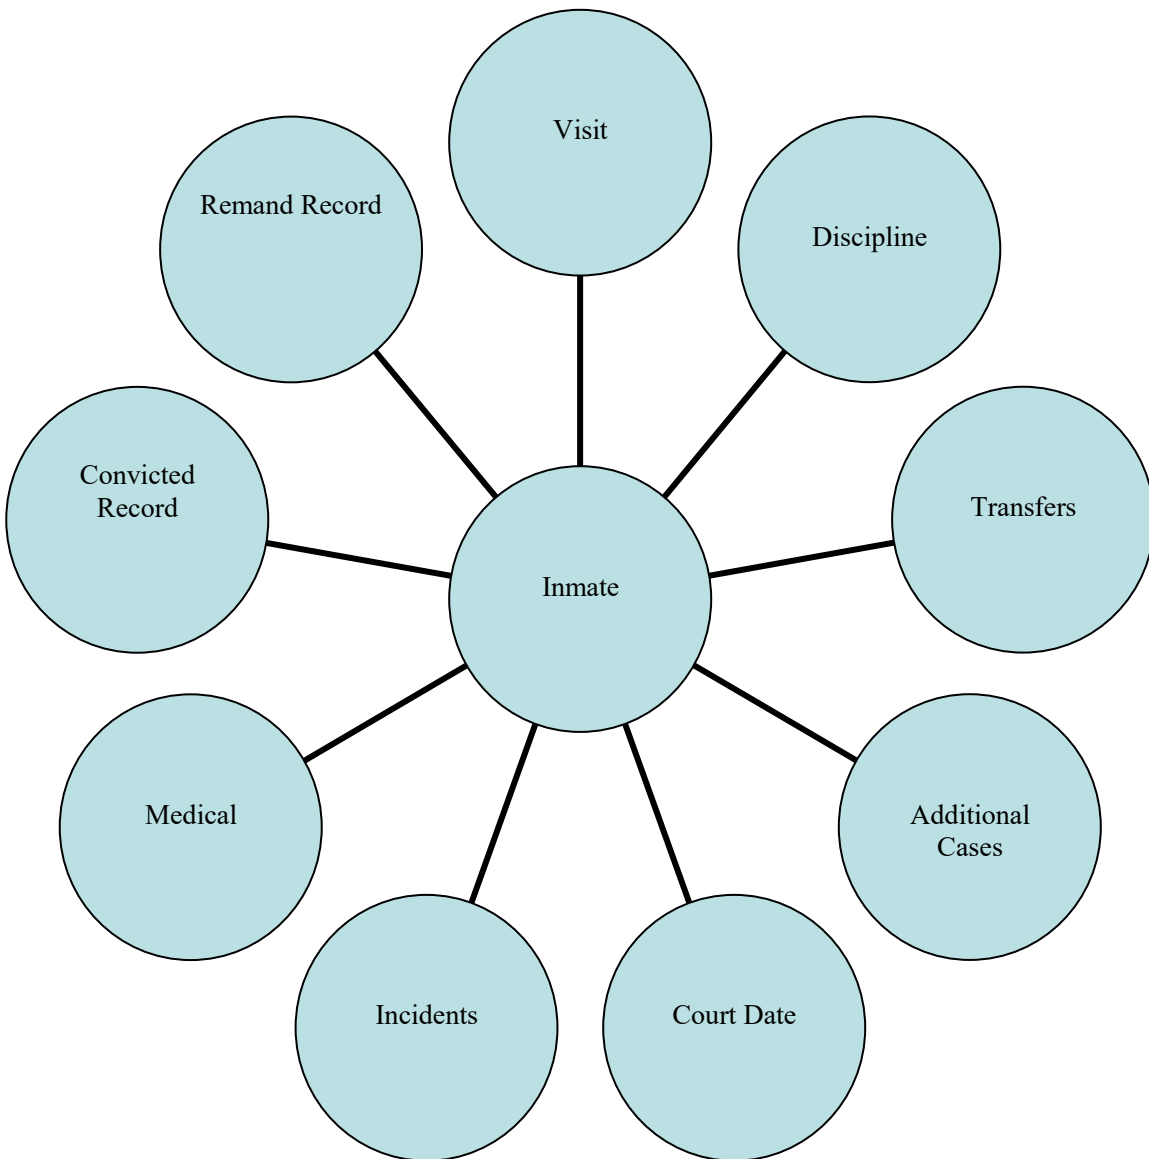 Visit
Remand Record
Discipline
Convicted
Record
Transfers
Inmate
Medical
Additional
Cases
Incidents
Court Date